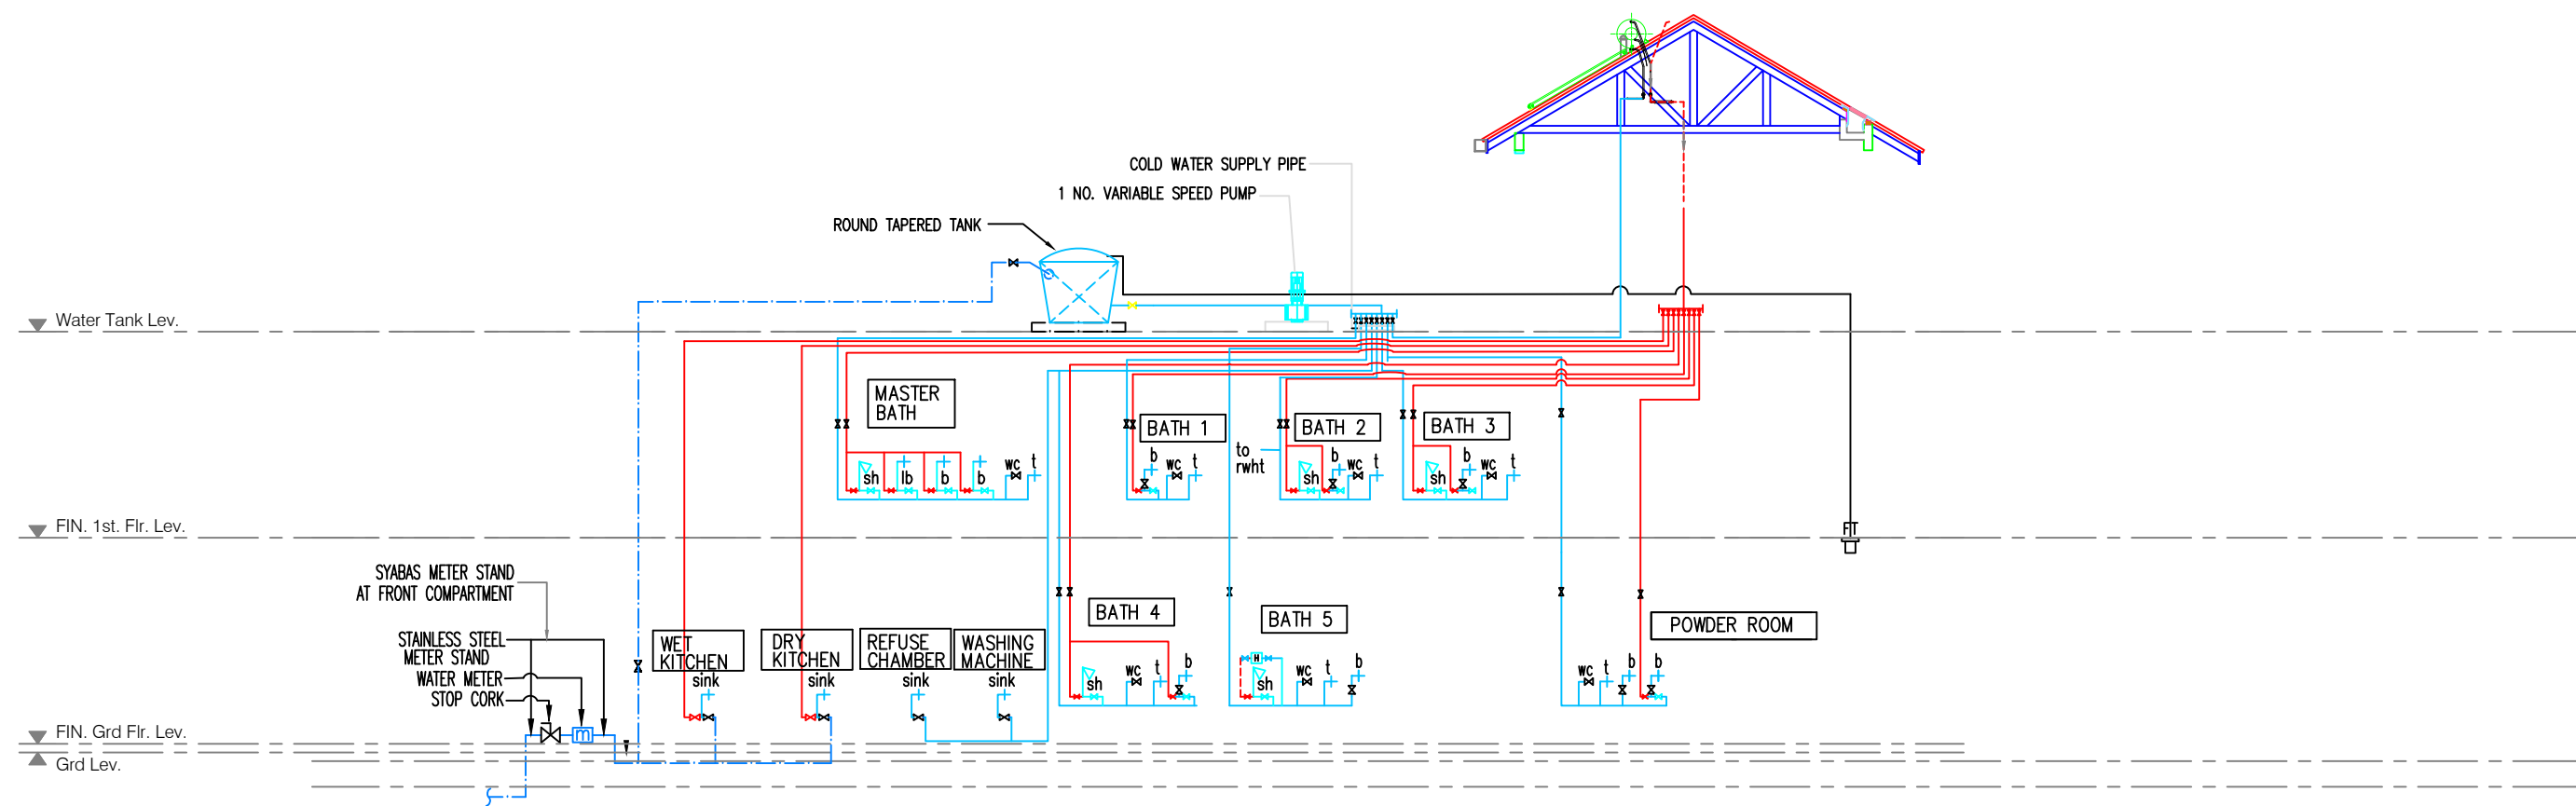 COLD WATER SUPPLY PIPE
1 NO. VARIABLE SPEED PUMP
ROUND TAPERED TANK
Water Tank Lev.
MASTER
BATH
BATH 1
BATH 2
BATH 3
to
rwht
sh
lb
b
b
wc
t
b
wc
t
sh
b
wc
t
sh
b
wc
t
FIN. 1st. Flr. Lev.
FT
SYABAS METER STAND
AT FRONT COMPARTMENT
STAINLESS STEEL
METER STAND
WATER METER
STOP CORK
WET
KITCHEN
sink
DRY
KITCHEN
sink
REFUSE
CHAMBER
sink
WASHING
MACHINE
sink
BATH 4
sh
wc
t
b
BATH 5
H
sh
wc
t
b
POWDER ROOM
wc
t
b
b
m
FIN. Grd Flr. Lev.
Grd Lev.